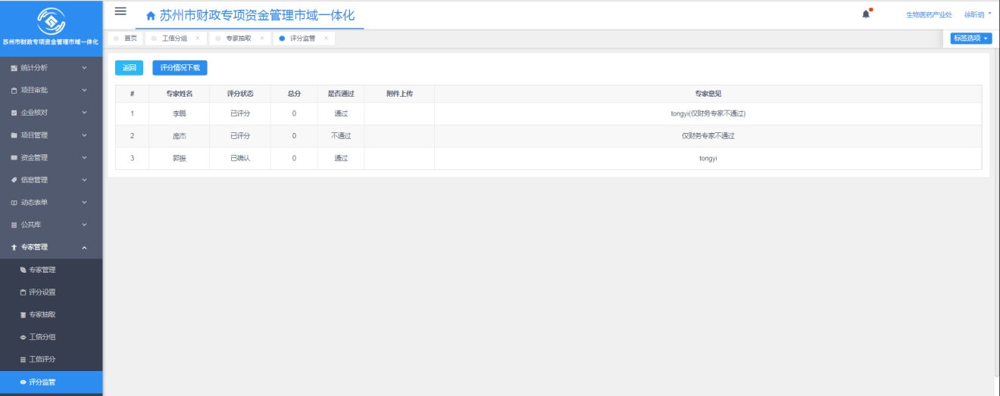 苏州市财政专项资金管理市域一体化
生物医药产业处 徐昕玥
苏州市财政专项资金管理市域一体化
首页 工信分组 × 专家抽取 × 评分监管 ×
标签选项
统计分析
项目审批
企业核对
项目管理
资金管理
信息管理
动态表单
公共库
专家管理
专家管理
评分设置
专家抽取
工信分组
工信评分
评分监管
返回 评分情况下载
# 专家姓名 评分状态 总分 是否通过 附件上传 专家意见
1 李鹏 已评分 0 通过 tongyi(仅财务专家不通过)
2 庞杰 已评分 0 不通过 仅财务专家不通过
3 郭振 已确认 0 通过 tongyi